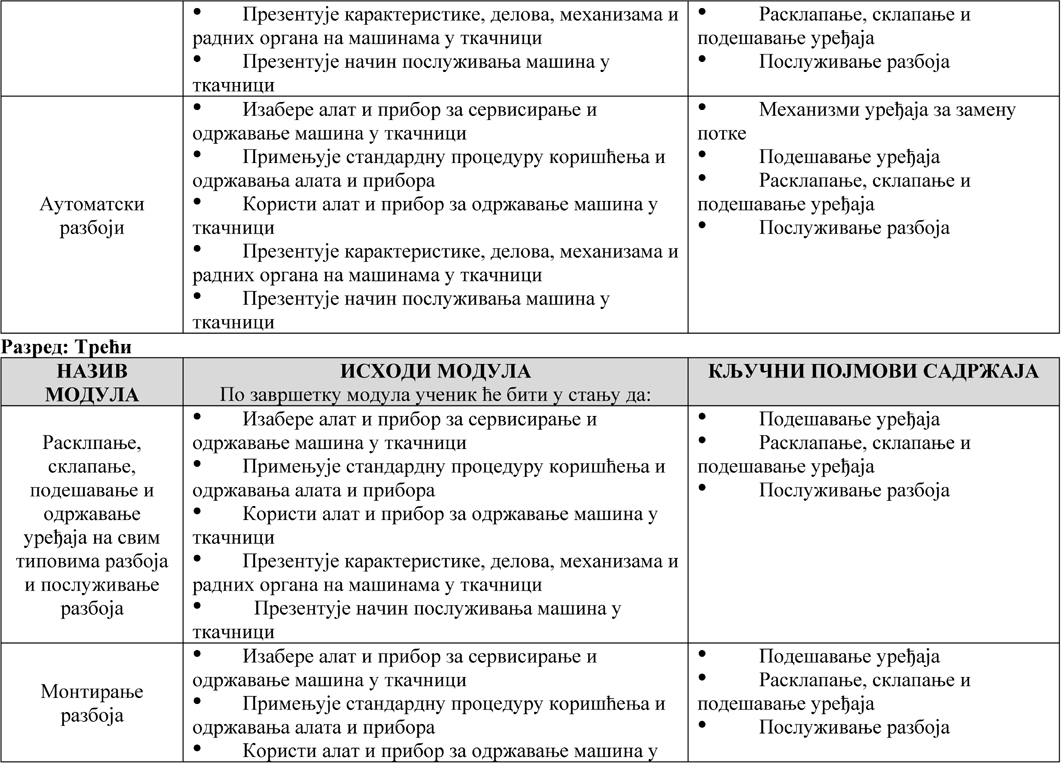 • Презентује карактеристике, делова, механизама и
радних органа на машинама у ткачници
• Презентује начин послуживања машина у
ткачници
• Расклапање, склапање и
подешавање уређаја
• Послуживање разбоја
Аутоматски
разбоји
• Изабере алат и прибор за сервисирање и
одржавање машина у ткачници
• Примењује стандардну процедуру коришћења и
одржавања алата и прибора
• Користи алат и прибор за одржавање машина у
ткачници
• Презентује карактеристике, делова, механизама и
радних органа на машинама у ткачници
• Презентује начин послуживања машина у
ткачници
• Механизми уређаја за замену
потке
• Подешавање уређаја
• Расклапање, склапање и
подешавање уређаја
• Послуживање разбоја
Разред: Трећи
НАЗИВ
МОДУЛА
ИСХОДИ МОДУЛА
По завршетку модула ученик ће бити у стању да:
КЉУЧНИ ПОЈМОВИ САДРЖАЈА
Расклпање,
склапање,
подешавање и
одржавање
уређаја на свим
типовима разбоја
и послуживање
разбоја
• Изабере алат и прибор за сервисирање и
одржавање машина у ткачници
• Примењује стандардну процедуру коришћења и
одржавања алата и прибора
• Користи алат и прибор за одржавање машина у
ткачници
• Презентује карактеристике, делова, механизама и
радних органа на машинама у ткачници
• Презентује начин послуживања машина у
ткачници
• Подешавање уређаја
• Расклапање, склапање и
подешавање уређаја
• Послуживање разбоја
Монтирање
разбоја
• Изабере алат и прибор за сервисирање и
одржавање машина у ткачници
• Примењује стандардну процедуру коришћења и
одржавања алата и прибора
• Користи алат и прибор за одржавање машина у
• Подешавање уређаја
• Расклапање, склапање и
подешавање уређаја
• Послуживање разбоја